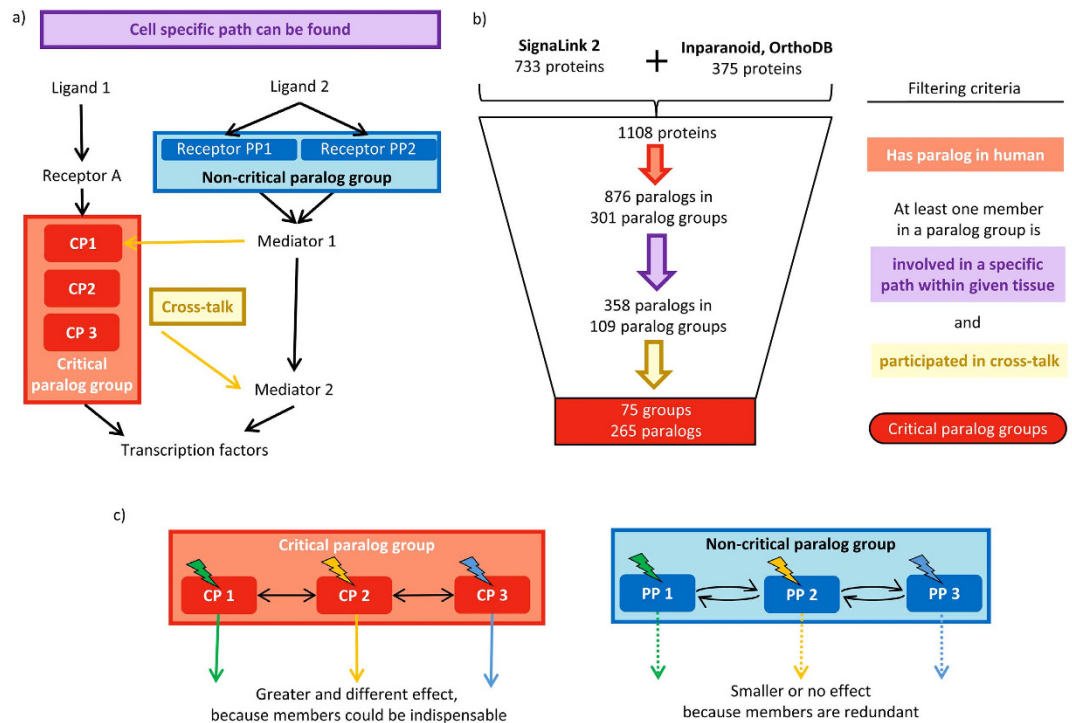 a)
Cell specific path can be found
Ligand 1
Ligand 2
Receptor PP1
Receptor PP2
Non-critical paralog group
Receptor A
CP1
CP2
CP 3
Critical
paralog group
Mediator 1
Cross-talk
Mediator 2
Transcription factors
b)
SignaLink 2
733 proteins
+
Inparanoid, OrthoDB
375 proteins
1108 proteins
876 paralogs in
301 paralog groups
358 paralogs in
109 paralog groups
75 groups
265 paralogs
Filtering criteria
Has paralog in human
At least one member
in a paralog group is
involved in a specific
path within given tissue
and
participated in cross-talk
Critical paralog groups
c)
Critical paralog group
CP 1
CP 2
CP 3
Greater and different effect,
because members could be indispensable
Non-critical paralog group
PP 1
PP 2
PP 3
Smaller or no effect
because members are redundant